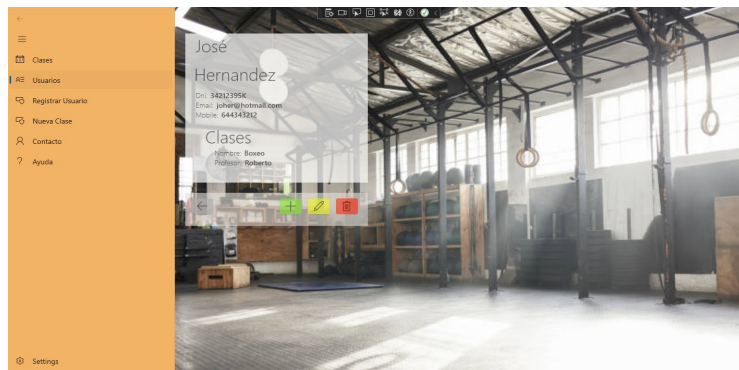 Clases
Usuarios
Registrar Usuario
Nueva Clase
Contacto
Ayuda
Settings
José
Hernandez
Dni: 34212395K
Email: joher@hotmail.com
Mobile: 644343212
Clases
Nombre: Boxeo
Profesor: Roberto